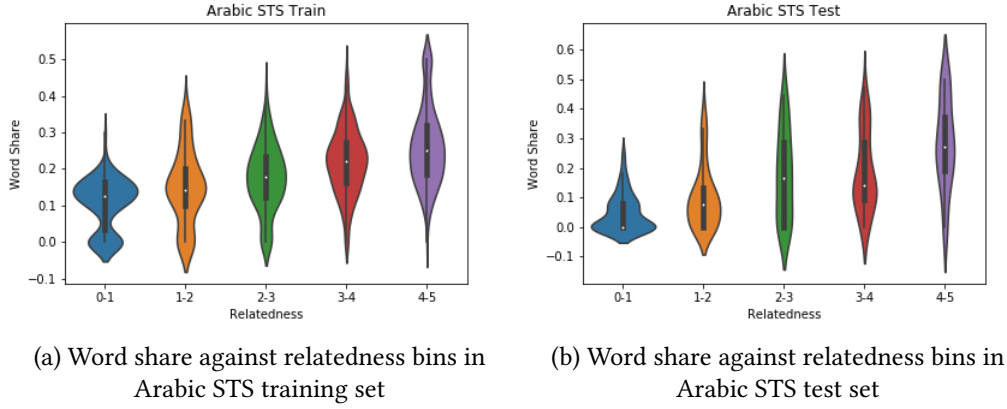 Arabic STS Train
Word Share
0.5
0.4
0.3
0.2
0.1
0.0
−0.1
0-1 1-2 2-3 3-4 4-5
Relatedness
(a) Word share against relatedness bins in
Arabic STS training set
Arabic STS Test
Word Share
0.6
0.5
0.4
0.3
0.2
0.1
0.0
−0.1
0-1 1-2 2-3 3-4 4-5
Relatedness
(b) Word share against relatedness bins in
Arabic STS test set